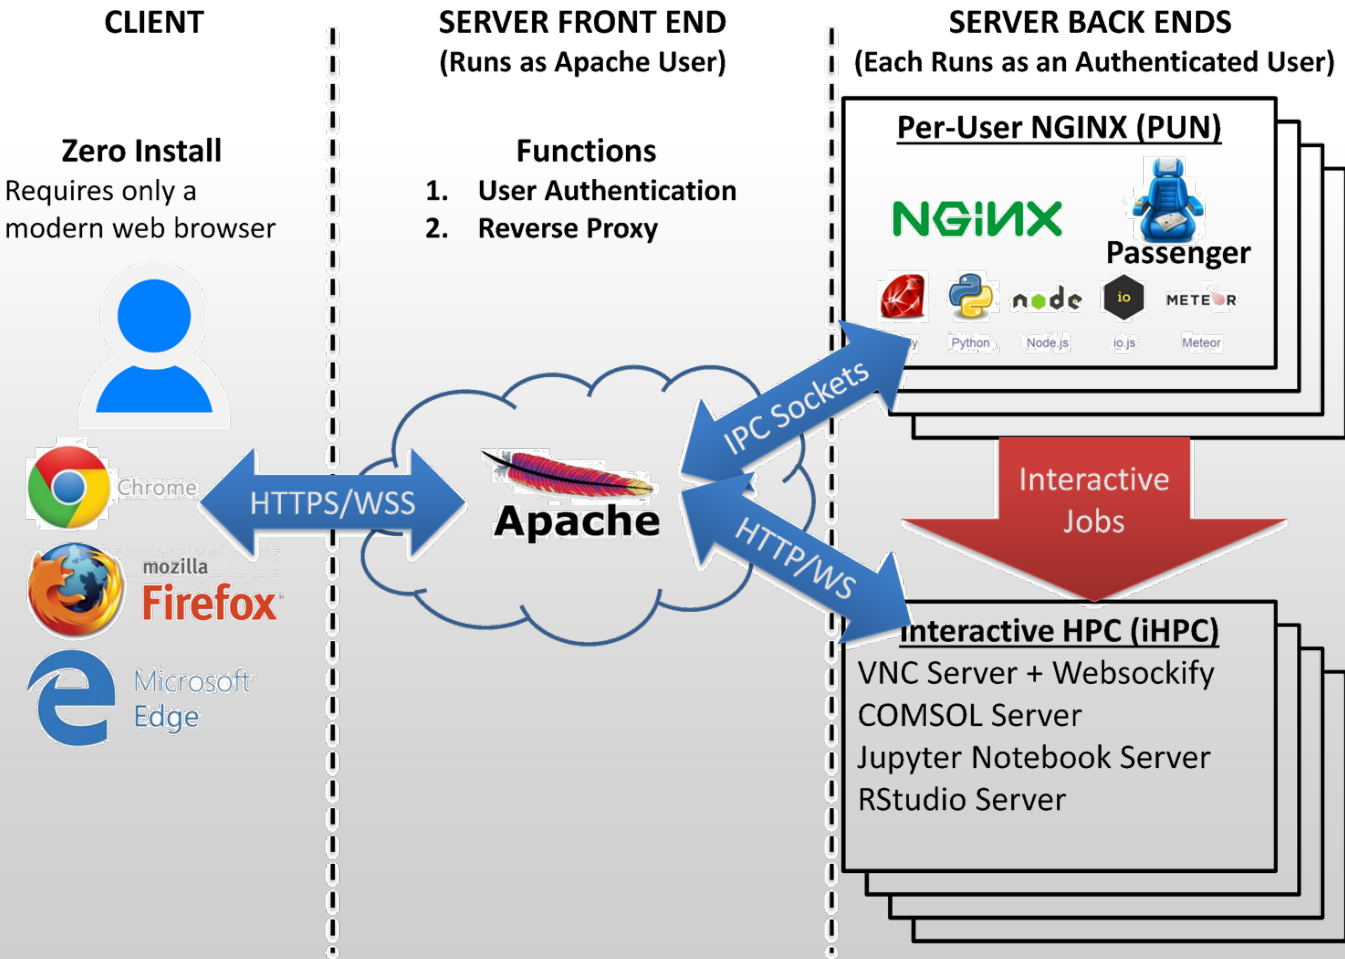 CLIENT
Zero Install
Requires only a
modern web browser
Chrome
mozilla
Firefox
Microsoft
Edge
HTTPS/WSS
SERVER FRONT END
(Runs as Apache User)
Functions
1. User Authentication
2. Reverse Proxy
Apache
IPC Sockets
HTTP/WS
SERVER BACK ENDS
(Each Runs as an Authenticated User)
Per-User NGINX (PUN)
NGINX
Passenger
node
io
METEOR
Python
Node.js
io.js
Meteor
Interactive
Jobs
Interactive HPC (iHPC)
VNC Server + Websockify
COMSOL Server
Jupyter Notebook Server
RStudio Server